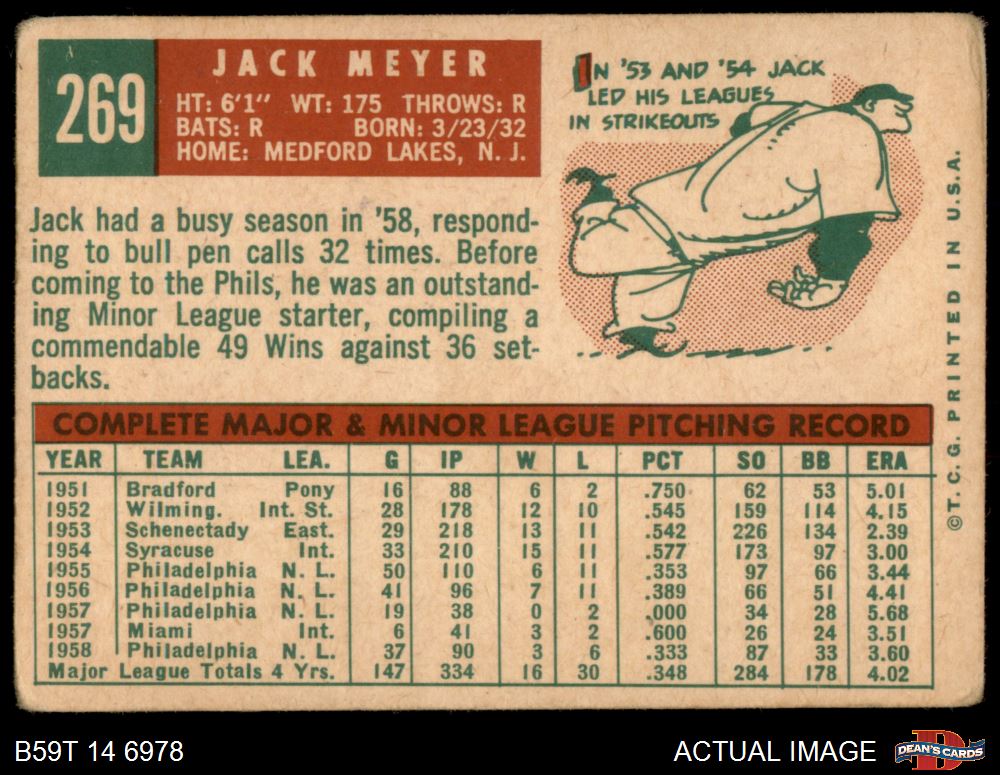 269
JACK MEYER
HT: 6'1" WT: 175 THROWS: R
BATS: R BORN: 3/23/32
HOME: MEDFORD LAKES, N. J.
IN '53 AND '54 JACK
LED HIS LEAGUES
IN STRIKEOUTS
Jack had a busy season in '58, respond-
ing to bull pen calls 32 times. Before
coming to the Phils, he was an outstand-
ing Minor League starter, compiling a
commendable 49 Wins against 36 set-
backs.
© T. C. G. PRINTED IN U.S.A.
COMPLETE MAJOR & MINOR LEAGUE PITCHING RECORD
YEAR TEAM LEA. G IP W L PCT SO BB ERA
1951 Bradford Pony 16 88 6 2 .750 62 53 5.01
1952 Wilming. Int. St. 28 178 12 10 .545 159 114 4.15
1953 Schenectady East. 29 218 13 11 .542 226 134 2.39
1954 Syracuse Int. 33 210 15 11 .577 173 97 3.00
1955 Philadelphia N. L. 50 110 6 11 .353 97 66 3.44
1956 Philadelphia N. L. 41 96 7 11 .389 66 51 4.41
1957 Philadelphia N. L. 19 38 0 2 .000 34 28 5.68
1957 Miami Int. 6 41 3 2 .600 26 24 3.51
1958 Philadelphia N. L. 37 90 3 6 .333 87 33 3.60
Major League Totals 4 Yrs. 147 334 16 30 .348 284 178 4.02
B59T 14 6978
ACTUAL IMAGE
DEAN'S CARDS